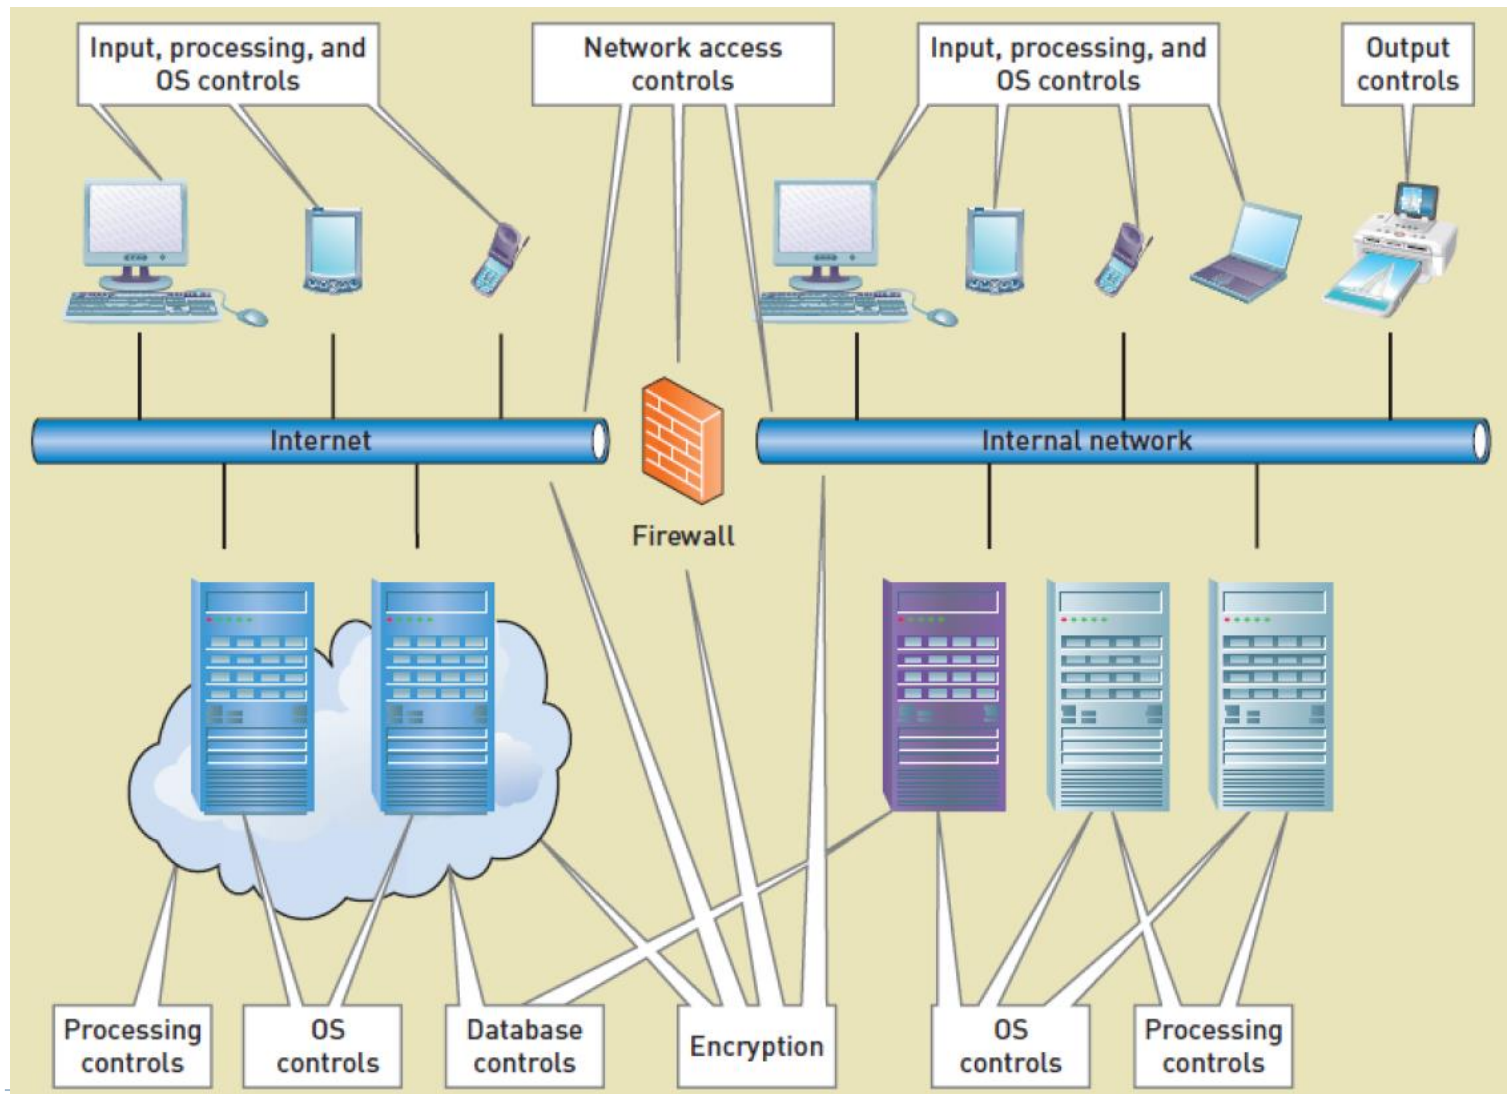 Input, processing, and
OS controls
Network access
controls
Input, processing, and
OS controls
Output
controls
Internet
Internal network
Firewall
Processing
controls
OS
controls
Database
controls
Encryption
OS
controls
Processing
controls